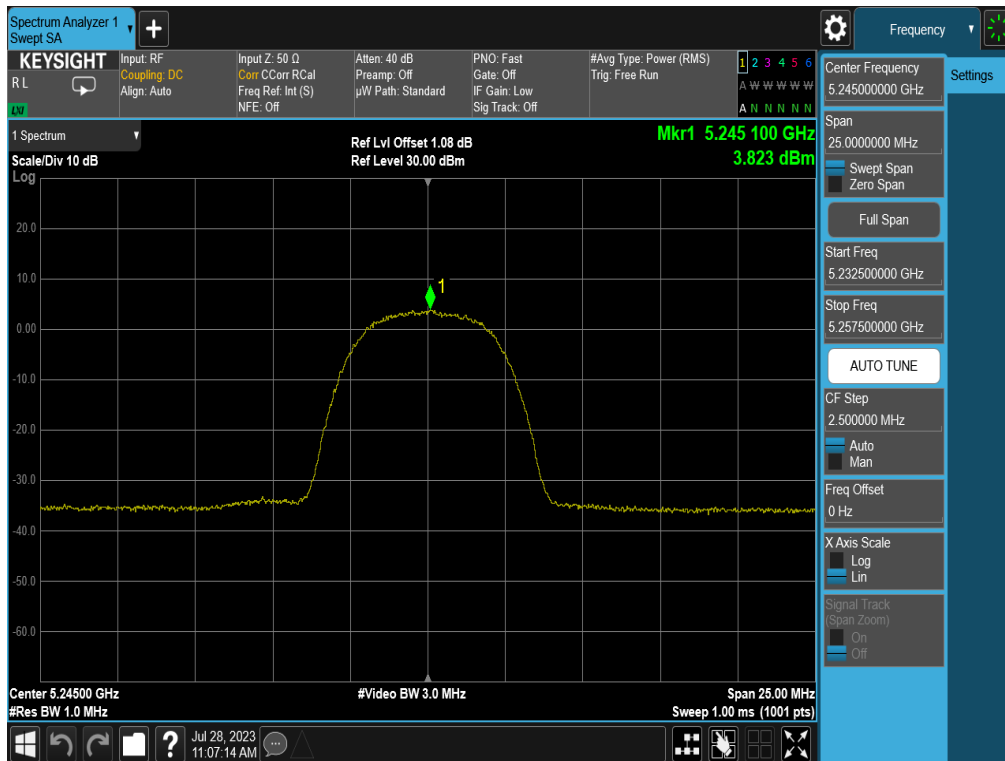 Spectrum Analyzer 1
Swept SA
Frequency
KEYSIGHT
R L
LXI
Input: RF
Coupling: DC
Align: Auto
Input Z: 50 Ω
Corr CCorr RCal
Freq Ref: Int (S)
NFE: Off
Atten: 40 dB
Preamp: Off
µW Path: Standard
PNO: Fast
Gate: Off
IF Gain: Low
Sig Track: Off
#Avg Type: Power (RMS)
Trig: Free Run
1 2 3 4 5 6
A W W W W W
A N N N N N
1 Spectrum
Scale/Div 10 dB
Log
Ref Lvl Offset 1.08 dB
Ref Level 30.00 dBm
Mkr1 5.245 100 GHz
3.823 dBm
20.0
10.0
0.00
-10.0
-20.0
-30.0
-40.0
-50.0
-60.0
1
Center 5.24500 GHz
#Res BW 1.0 MHz
#Video BW 3.0 MHz
Span 25.00 MHz
Sweep 1.00 ms (1001 pts)
Center Frequency
5.245000000 GHz
Settings
Span
25.0000000 MHz
Swept Span
Zero Span
Full Span
Start Freq
5.232500000 GHz
Stop Freq
5.257500000 GHz
AUTO TUNE
CF Step
2.500000 MHz
Auto
Man
Freq Offset
0 Hz
X Axis Scale
Log
Lin
Signal Track
(Span Zoom)
On
Off
?
Jul 28, 2023
11:07:14 AM